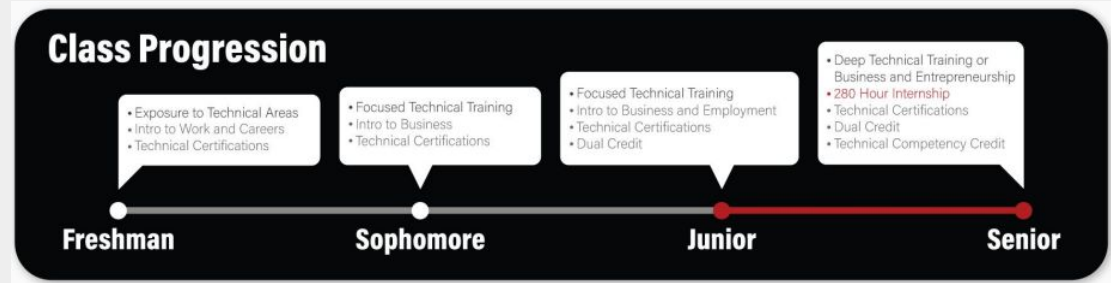 Class Progression
• Exposure to Technical Areas
• Intro to Work and Careers
• Technical Certifications
• Focused Technical Training
• Intro to Business
• Technical Certifications
• Focused Technical Training
• Intro to Business and Employment
• Technical Certifications
• Dual Credit
• Deep Technical Training or
Business and Entrepreneurship
• 280 Hour Internship
• Technical Certifications
• Dual Credit
• Technical Competency Credit
Freshman
Sophomore
Junior
Senior